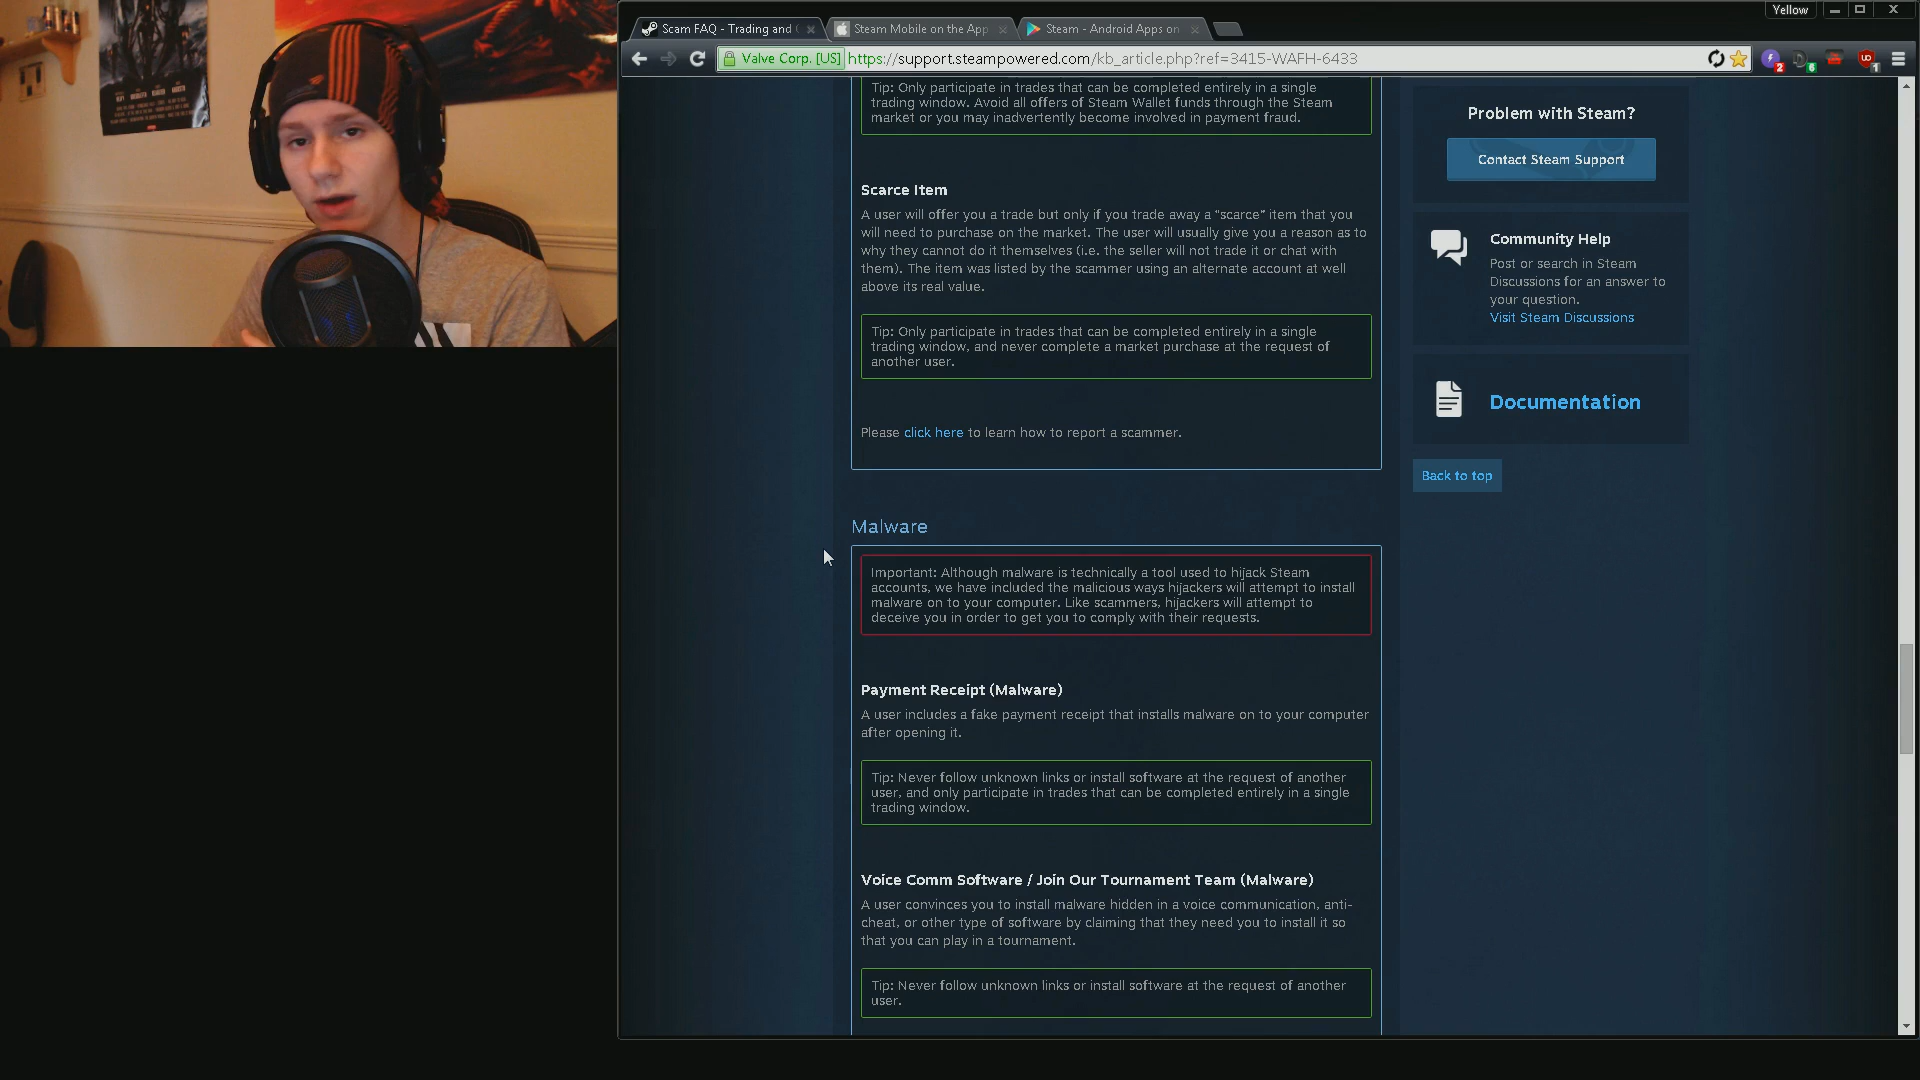 Yellow
Scam FAQ - Trading and
Steam Mobile on the App
Steam - Android Apps on
Valve Corp. [US] https://support.steampowered.com/kb_article.php?ref=3415-WAFH-6433
2
6
1
Tip: Only participate in trades that can be completed entirely in a single
trading window. Avoid all offers of Steam Wallet funds through the Steam
market or you may inadvertently become involved in payment fraud.
Scarce Item
A user will offer you a trade but only if you trade away a "scarce" item that you
will need to purchase on the market. The user will usually give you a reason as to
why they cannot do it themselves (i.e. the seller will not trade it or chat with
them). The item was listed by the scammer using an alternate account at well
above its real value.
Tip: Only participate in trades that can be completed entirely in a single
trading window, and never complete a market purchase at the request of
another user.
Please click here to learn how to report a scammer.
Malware
Important: Although malware is technically a tool used to hijack Steam
accounts, we have included the malicious ways hijackers will attempt to install
malware on to your computer. Like scammers, hijackers will attempt to
deceive you in order to get you to comply with their requests.
Payment Receipt (Malware)
A user includes a fake payment receipt that installs malware on to your computer
after opening it.
Tip: Never follow unknown links or install software at the request of another
user, and only participate in trades that can be completed entirely in a single
trading window.
Voice Comm Software / Join Our Tournament Team (Malware)
A user convinces you to install malware hidden in a voice communication, anti-
cheat, or other type of software by claiming that they need you to install it so
that you can play in a tournament.
Tip: Never follow unknown links or install software at the request of another
user.
Problem with Steam?
Contact Steam Support
Community Help
Post or search in Steam
Discussions for an answer to
your question.
Visit Steam Discussions
Documentation
Back to top